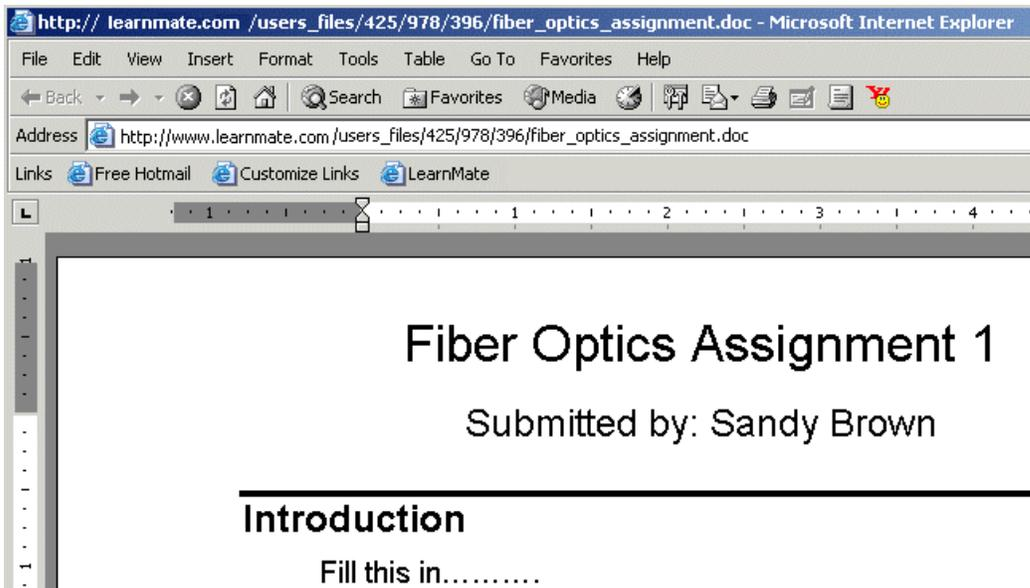 http:// learnmate.com /users_files/425/978/396/fiber_optics_assignment.doc - Microsoft Internet Explorer
File Edit View Insert Format Tools Table Go To Favorites Help
Back Search Favorites Media
Address http://www.learnmate.com/users_files/425/978/396/fiber_optics_assignment.doc
Links Free Hotmail Customize Links LearnMate
1 1 2 3 4
1
Fiber Optics Assignment 1
Submitted by: Sandy Brown
Introduction
Fill this in..........
1